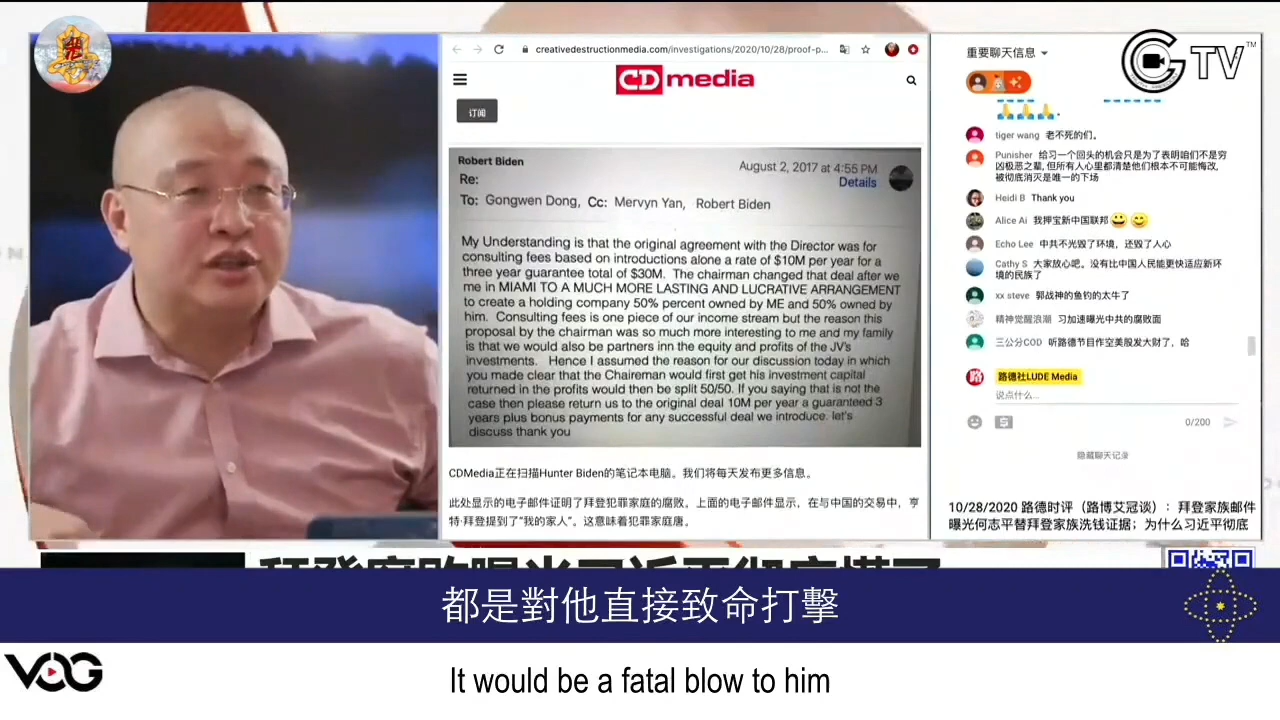 creativedestructionmedia.com/investigations/2020/10/28/proof-p...
CD media
订阅
Robert Biden
August 2, 2017 at 4:55 PM
Re:
Details
To: Gongwen Dong, Cc: Mervyn Yan, Robert Biden
My Understanding is that the original agreement with the Director was for
consulting fees based on introductions alone a rate of $10M per year for a
three year guarantee total of $30M. The chairman changed that deal after we
me in MIAMI TO A MUCH MORE LASTING AND LUCRATIVE ARRANGEMENT
to create a holding company 50% percent owned by ME and 50% owned by
him. Consulting fees is one piece of our income stream but the reason this
proposal by the chairman was so much more interesting to me and my family
is that we would also be partners inn the equity and profits of the JV's
investments. Hence I assumed the reason for our discussion today in which
you made clear that the Chaireman would first get his investment capital
returned in the profits would then be split 50/50. If you saying that is not the
case then please return us to the original deal 10M per year a guaranteed 3
years plus bonus payments for any successful deal we introduce. let's
discuss thank you
CDMedia正在扫描Hunter Biden的笔记本电脑。我们将每天发布更多信息。
此处显示的电子邮件证明了拜登犯罪家庭的腐败。上面的电子邮件显示，在与中国的交易中，亨
特·拜登提到了“我的家人”。这意味着犯罪家庭唐。
重要聊天信息
GTV™
tiger wang 老不死的们。
Punisher 给习一个回头的机会只是为了表明咱们不是穷
凶极恶之辈,但所有人心里都清楚他们根本不可能悔改,
被彻底消灭是唯一的下场
Heidi B Thank you
Alice Ai 我押宝新中国联邦😀😊
Echo Lee 中共不光毁了环境，还毁了人心
Cathy S 大家放心吧。没有比中国人民能更快适应新环
境的民族了
xx steve 郭战神的鱼钓的太牛了
精神觉醒浪潮 习加速曝光中共的腐败面
三公分COD 听路德节目作空美股发大财了，哈
路 路德社LUDE Media
说点什么...
0/200
隐藏聊天记录
10/28/2020 路德时评（路博艾冠谈）：拜登家族邮件
曝光何志平替拜登家族洗钱证据；为什么习近平彻底
都是對他直接致命打擊
VOG
It would be a fatal blow to him